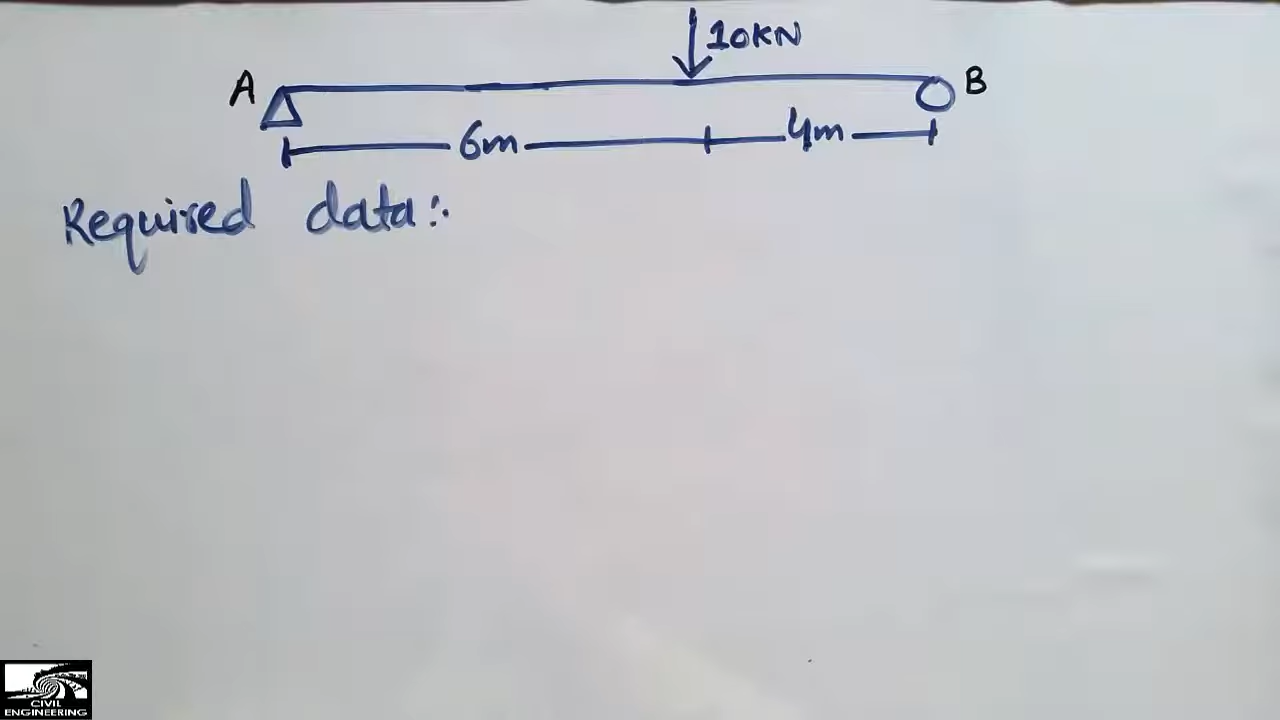 10KN
A B
6m 4m
Required data:
CIVIL
ENGINEERING